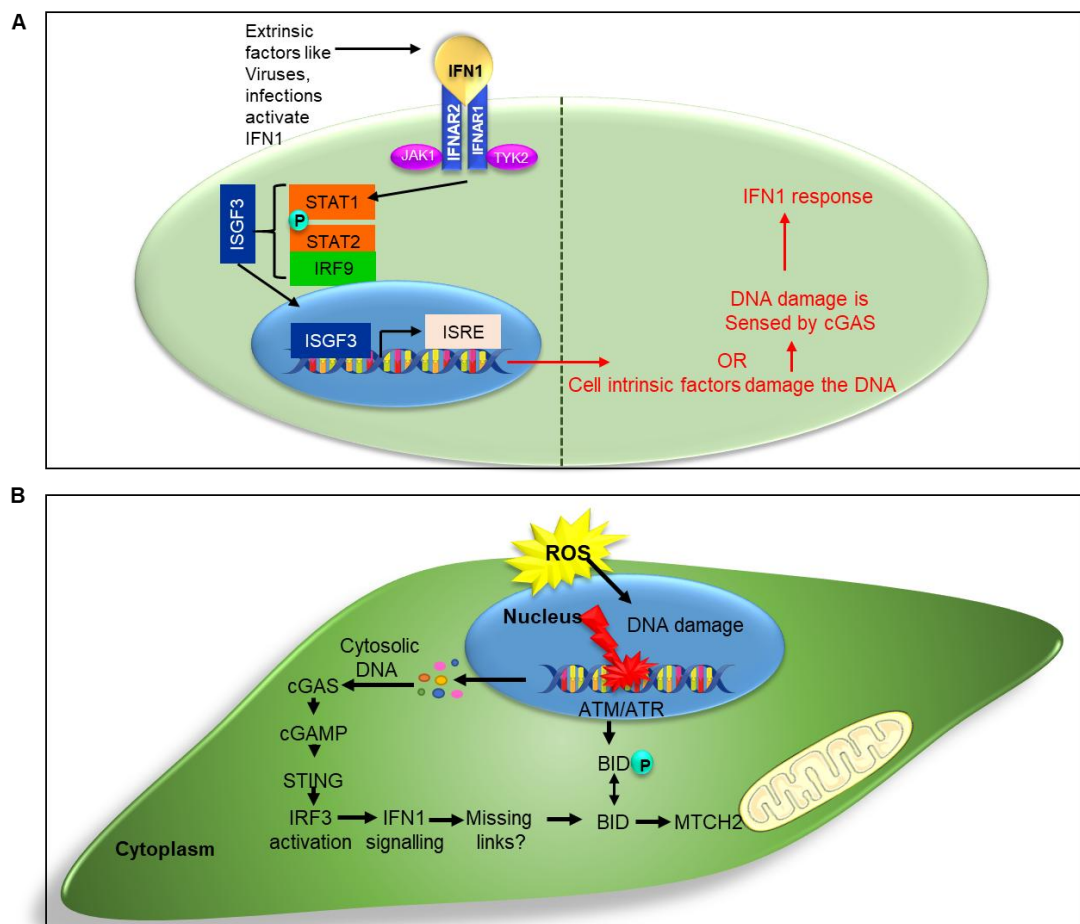 A
Extrinsic
factors like
Viruses,
infections
activate
IFN1
IFN1
IFNAR2
IFNAR1
JAK1
TYK2
STAT1
P
STAT2
IRF9
ISGF3
ISGF3
ISRE
IFN1 response
DNA damage is
Sensed by cGAS
OR
Cell intrinsic factors damage the DNA
B
ROS
Nucleus
DNA damage
Cytosolic
DNA
cGAS
cGAMP
STING
IRF3
activation
IFN1
signalling
Missing
links?
ATM/ATR
BID P
BID
MTCH2
Cytoplasm